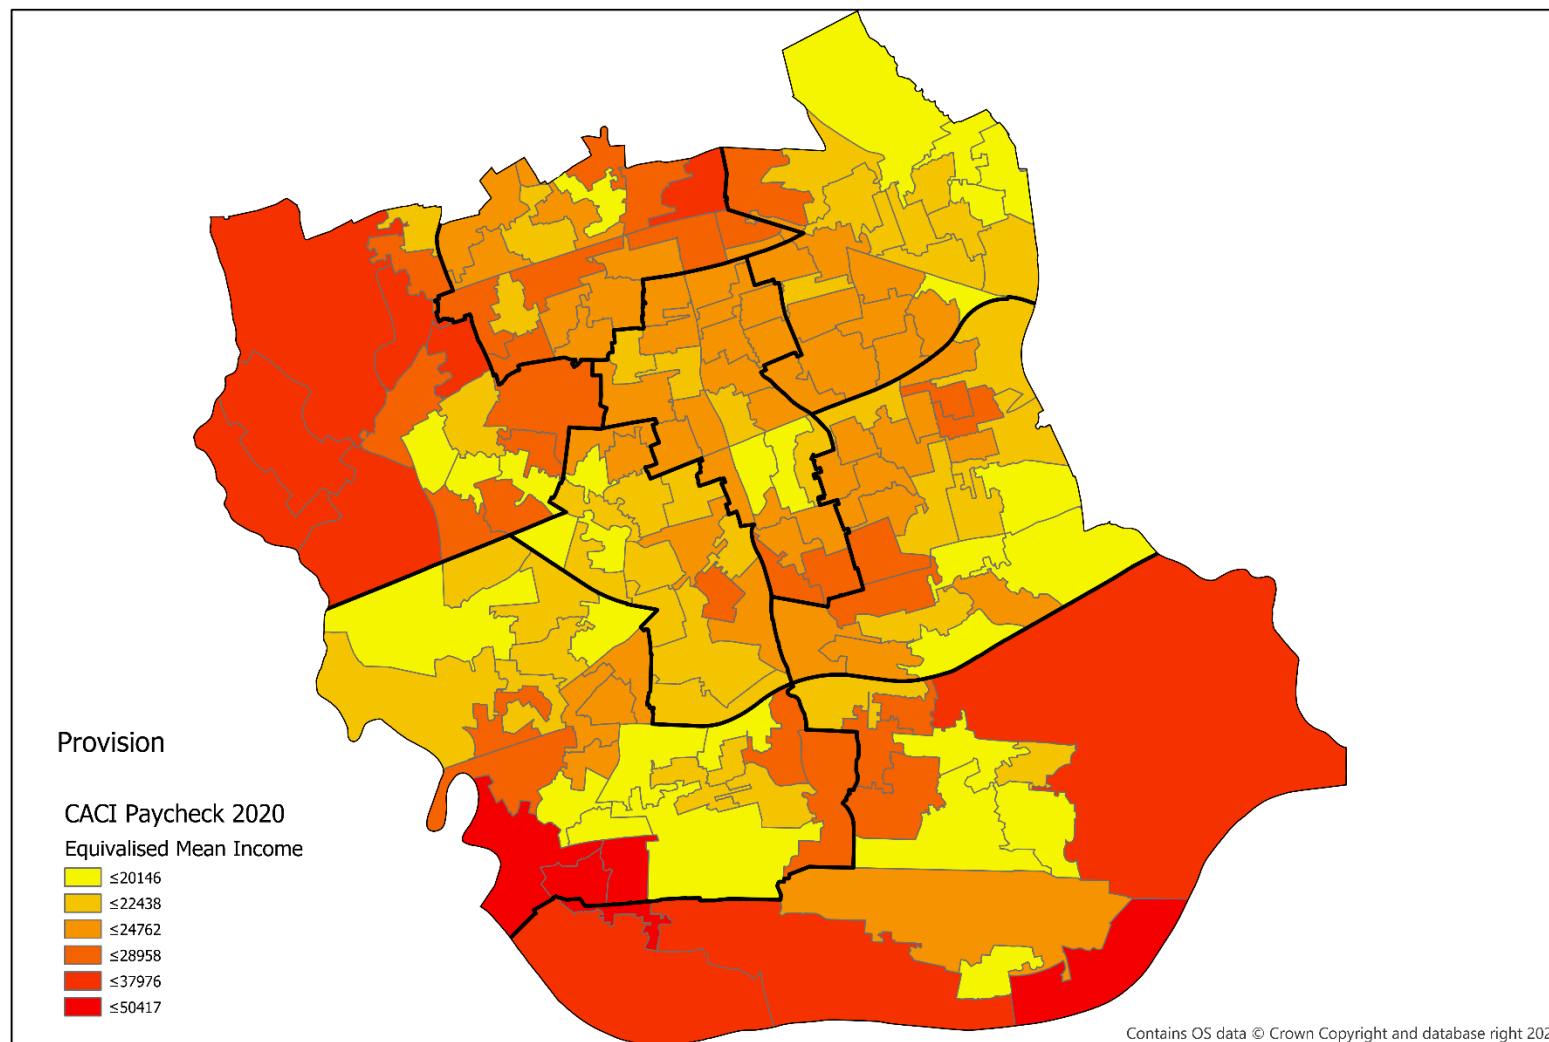 Provision
CACI Paycheck 2020
Equivalised Mean Income
≤20146
≤22438
≤24762
≤28958
≤37976
≤50417
Contains OS data © Crown Copyright and database right 202